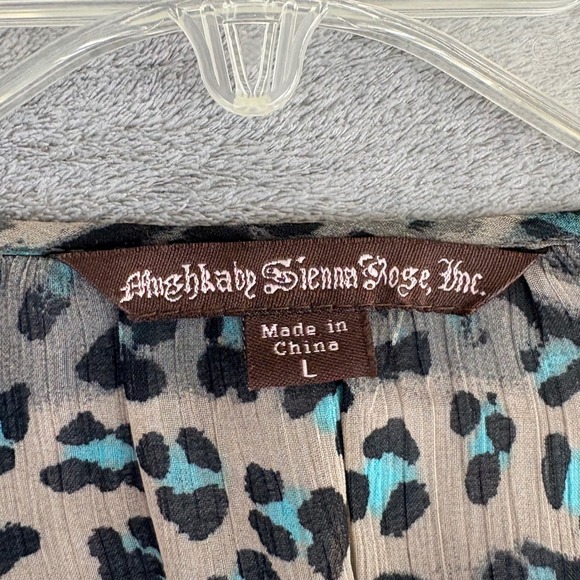 Mushkaby Sienna Rose, Inc.
Made in
China
L